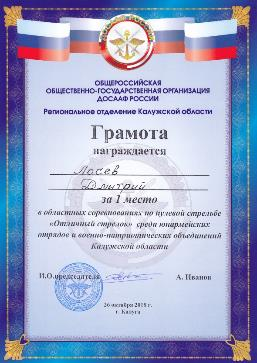 ОБЩЕРОССИЙСКАЯ
ОБЩЕСТВЕННО-ГОСУДАРСТВЕННАЯ ОРГАНИЗАЦИЯ
ДОСААФ РОССИИ
Региональное отделение Калужской области
Грамота
награждается
Лосев
Дмитрий
за 1 место
в областных соревнованиях по пулевой стрельбе
«Отличный стрелок» среди юнармейских
отрядов и военно-патриотических объединений
Калужской области
И.О.председателя А. Иванов
26 октября 2018 г.
г. Калуга